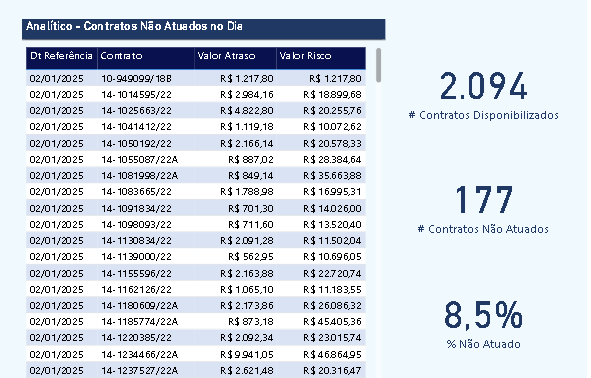 Analítico - Contratos Não Atuados no Dia
Dt Referência Contrato Valor Atraso Valor Risco
02/01/2025 10-949099/18B R$ 1.217,80 R$ 1.217,80
02/01/2025 14-1014595/22 R$ 2.984,16 R$ 18.899,68
02/01/2025 14-1025663/22 R$ 4.822,80 R$ 20.255,76
02/01/2025 14-1041412/22 R$ 1.119,18 R$ 10.072,62
02/01/2025 14-1050192/22 R$ 2.166,14 R$ 20.578,33
02/01/2025 14-1055087/22A R$ 887,02 R$ 28.384,64
02/01/2025 14-1081998/22A R$ 849,14 R$ 35.663,88
02/01/2025 14-1083665/22 R$ 1.788,98 R$ 16.995,31
02/01/2025 14-1091834/22 R$ 701,30 R$ 14.026,00
02/01/2025 14-1098093/22 R$ 711,60 R$ 13.520,40
02/01/2025 14-1130834/22 R$ 2.091,28 R$ 11.502,04
02/01/2025 14-1139000/22 R$ 562,95 R$ 10.696,05
02/01/2025 14-1155596/22 R$ 2.163,88 R$ 22.720,74
02/01/2025 14-1162126/22 R$ 1.065,10 R$ 11.183,55
02/01/2025 14-1180609/22A R$ 2.173,86 R$ 26.086,32
02/01/2025 14-1185774/22A R$ 873,18 R$ 45.405,36
02/01/2025 14-1220385/22 R$ 2.092,34 R$ 23.015,74
02/01/2025 14-1234466/22A R$ 9.941,05 R$ 46.864,95
02/01/2025 14-1237527/22A R$ 2.621,48 R$ 20.316,47
2.094
# Contratos Disponibilizados
177
# Contratos Não Atuados
8,5%
% Não Atuado